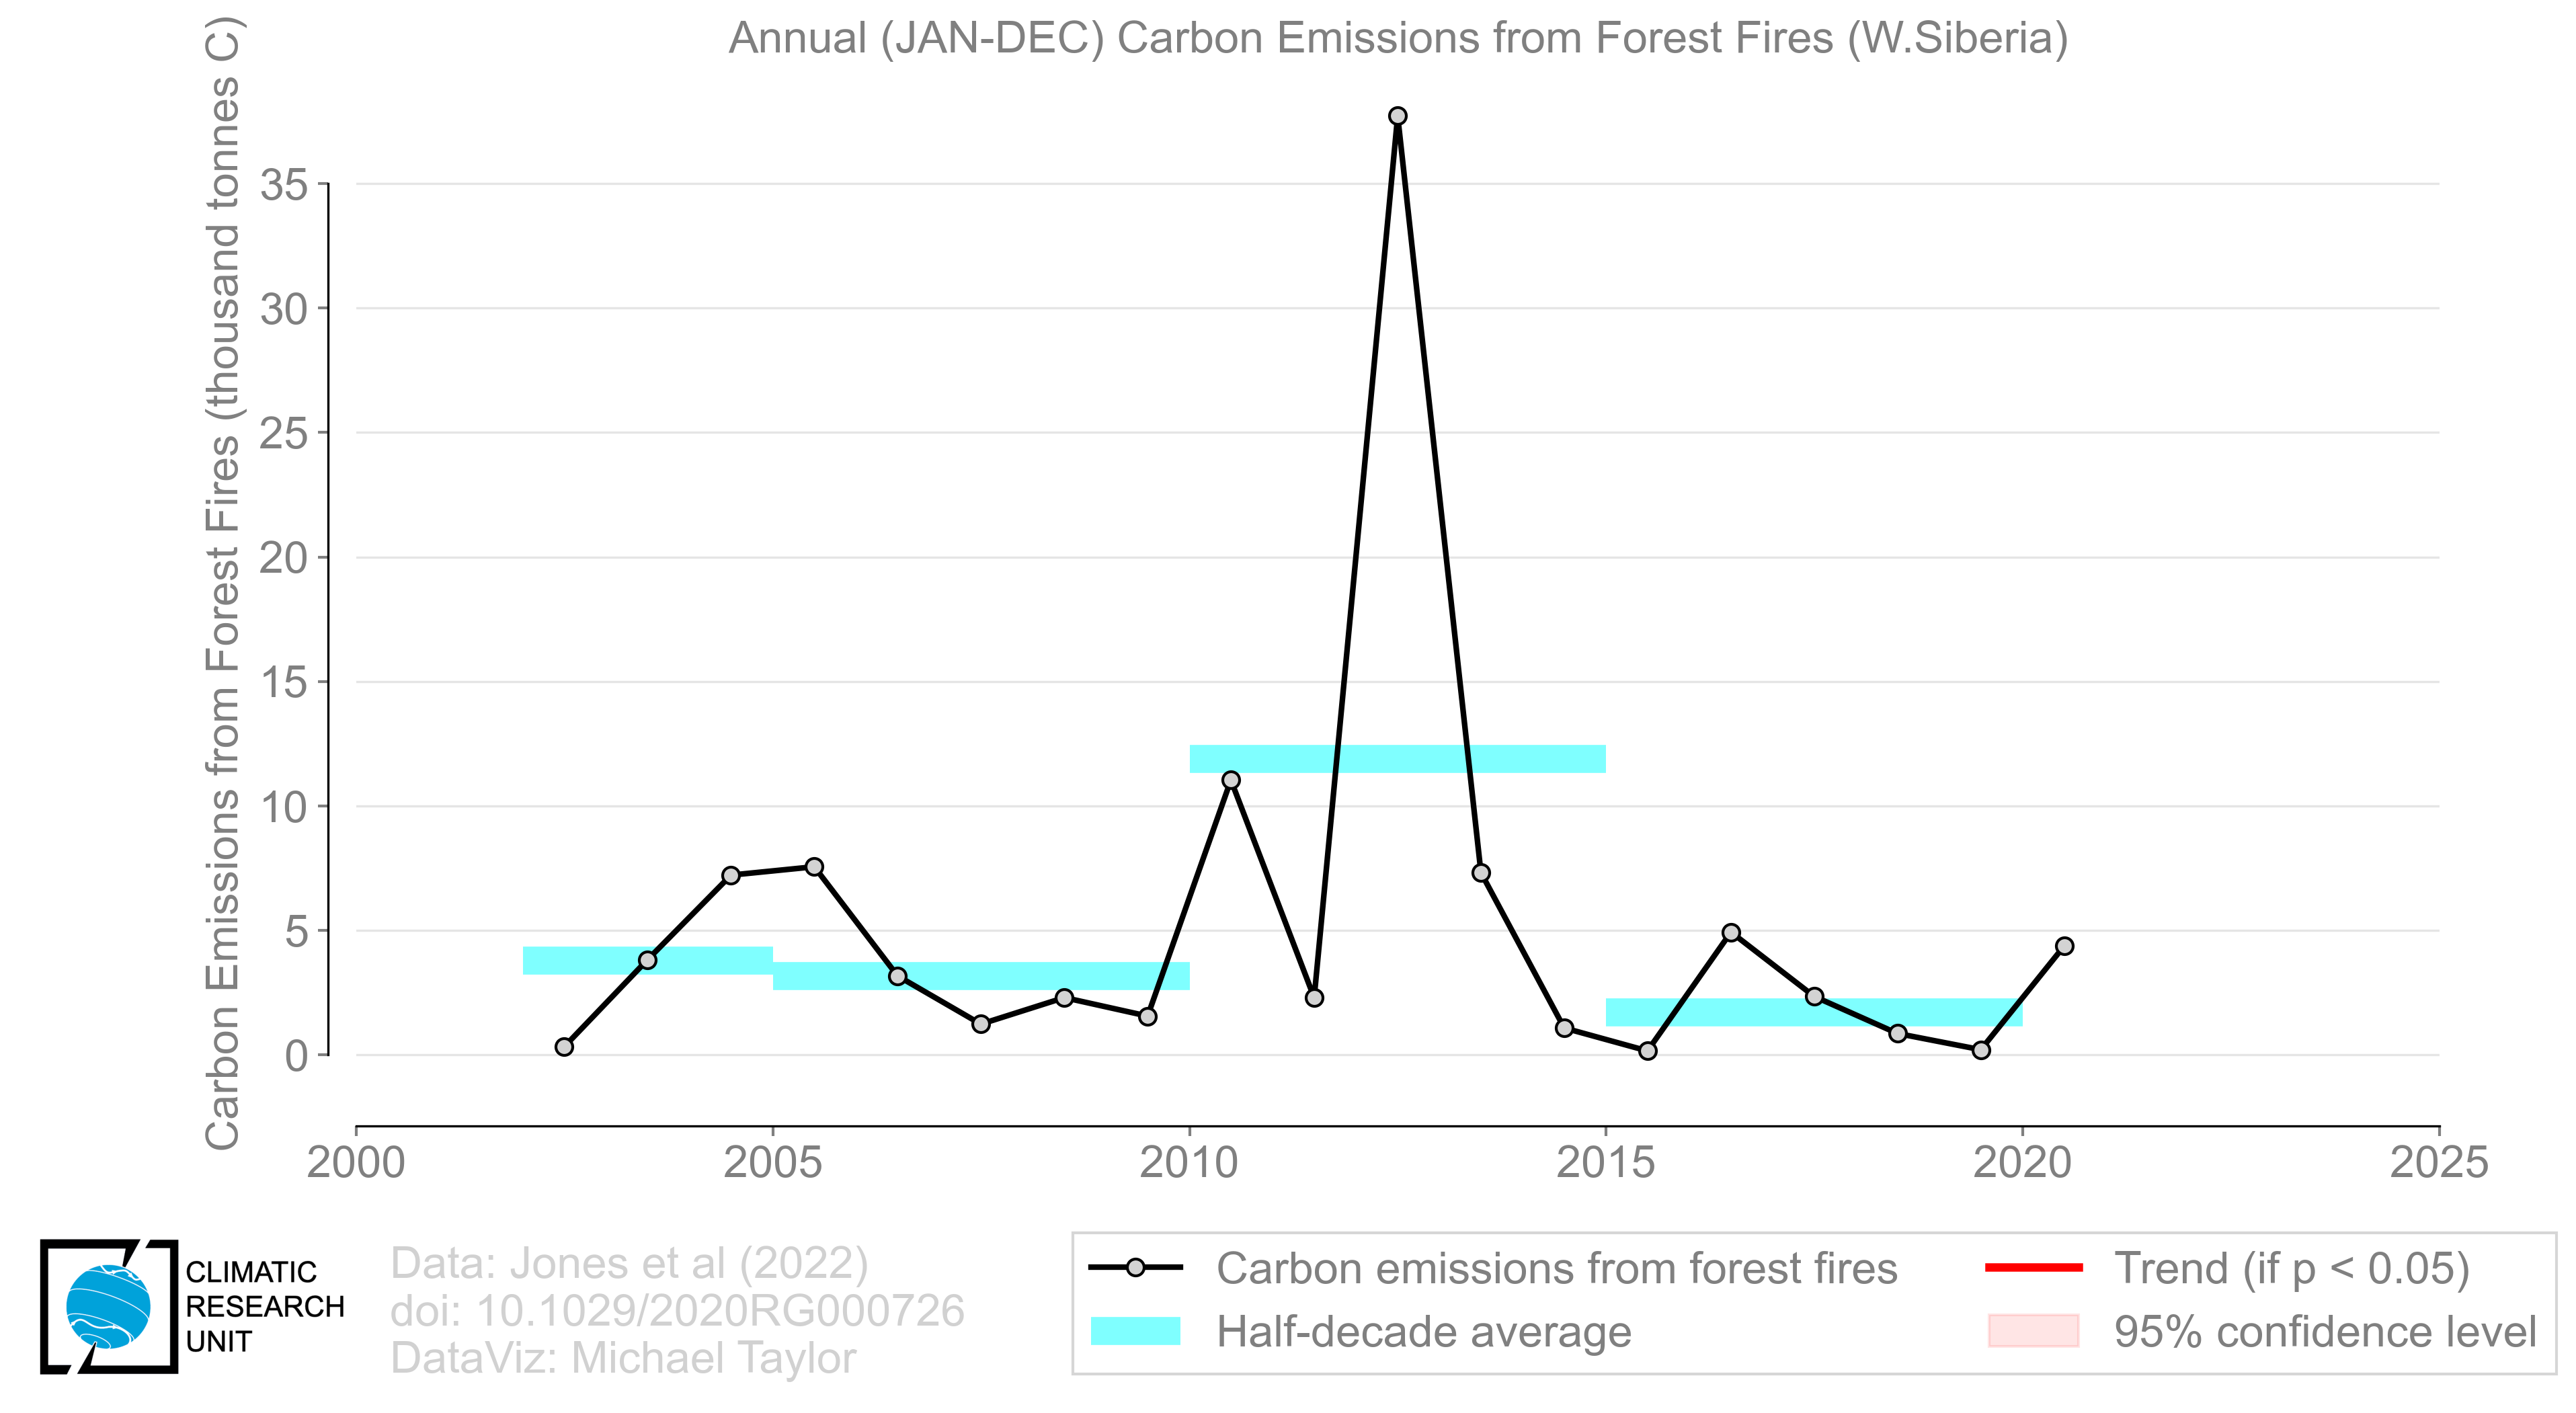 Annual (JAN-DEC) Carbon Emissions from Forest Fires (W.Siberia)
Carbon Emissions from Forest Fires (thousand tonnes C)
35
30
25
20
15
10
5
0
2000 2005 2010 2015 2020 2025
CLIMATIC
RESEARCH
UNIT
Data: Jones et al (2022)
doi: 10.1029/2020RG000726
DataViz: Michael Taylor
Carbon emissions from forest fires
Half-decade average
Trend (if p < 0.05)
95% confidence level